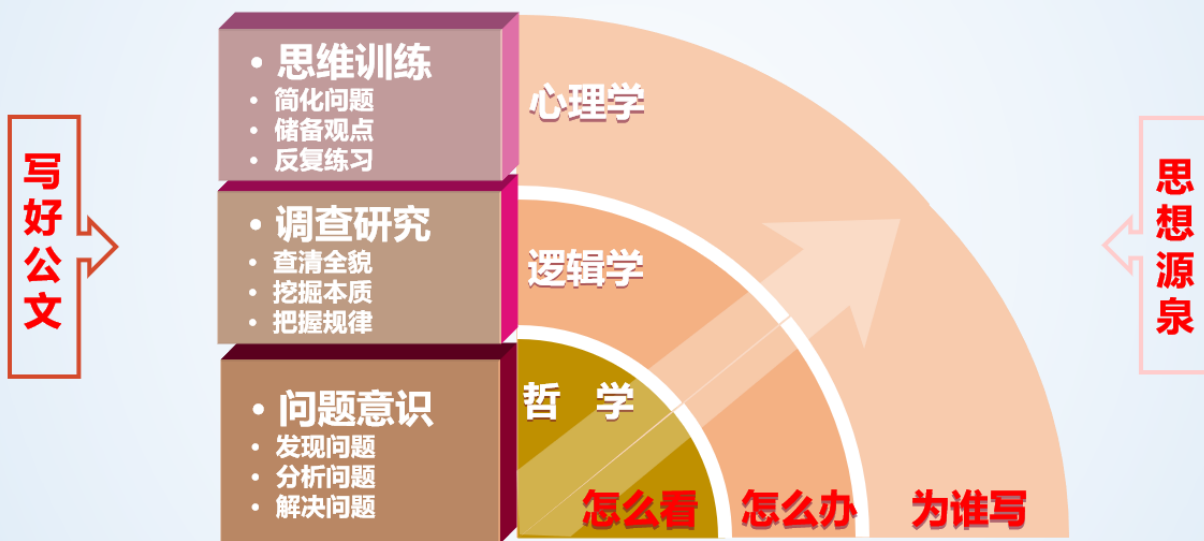 写好公文
• 思维训练
• 简化问题
• 储备观点
• 反复练习
• 调查研究
• 查清全貌
• 挖掘本质
• 把握规律
• 问题意识
• 发现问题
• 分析问题
• 解决问题
心理学
逻辑学
哲 学
怎么看
怎么办
为谁写
思想源泉